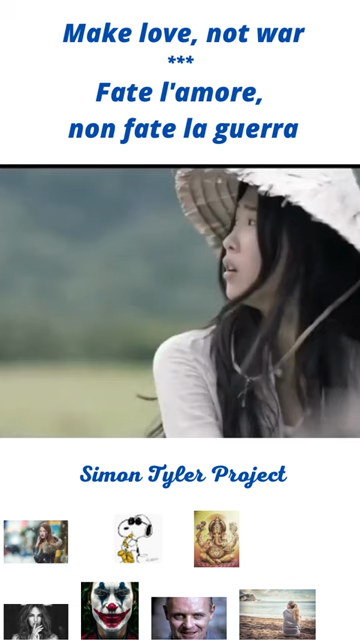 Make love, not war
***
Fate l'amore,
non fate la guerra
Simon Tyler Project